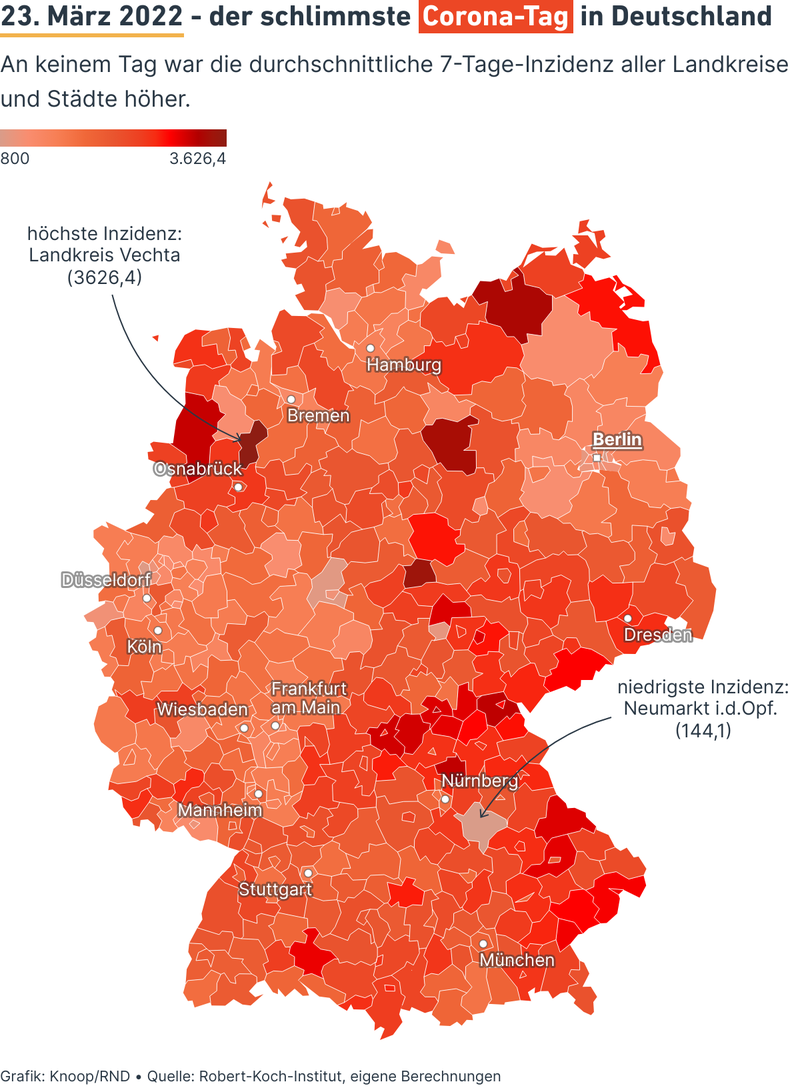 23. März 2022 - der schlimmste Corona-Tag in Deutschland
An keinem Tag war die durchschnittliche 7-Tage-Inzidenz aller Landkreise
und Städte höher.
800
3.626,4
höchste Inzidenz:
Landkreis Vechta
(3626,4)
Hamburg
Bremen
Berlin
Osnabrück
Düsseldorf
Dresden
Köln
Frankfurt
am Main
Wiesbaden
niedrigste Inzidenz:
Neumarkt i.d.Opf.
(144,1)
Nürnberg
Mannheim
Stuttgart
München
Grafik: Knoop/RND • Quelle: Robert-Koch-Institut, eigene Berechnungen